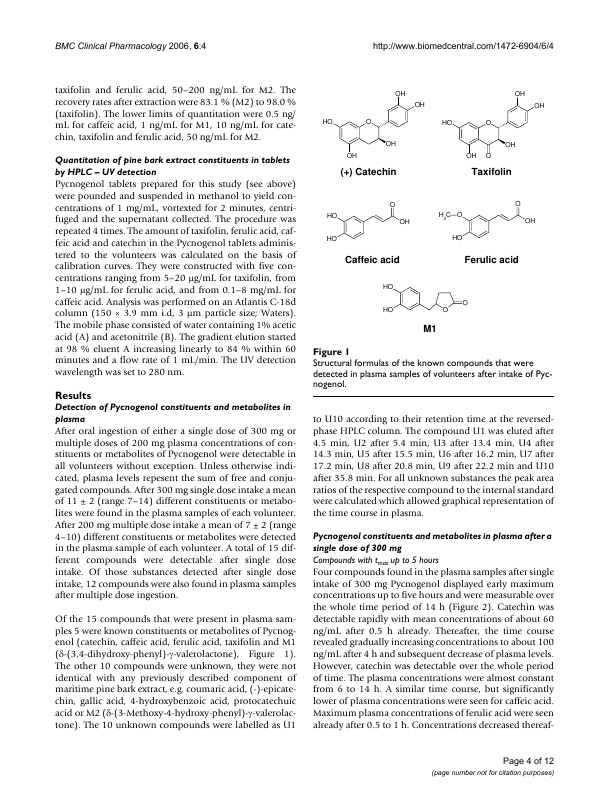 BMC Clinical Pharmacology 2006, 6:4
http://www.biomedcentral.com/1472-6904/6/4
taxifolin and ferulic acid, 50–200 ng/mL for M2. The
recovery rates after extraction were 83.1 % (M2) to 98.0 %
(taxifolin). The lower limits of quantitation were 0.5 ng/
mL for caffeic acid, 1 ng/mL for M1, 10 ng/mL for cate-
chin, taxifolin and ferulic acid, 50 ng/mL for M2.
Quantitation of pine bark extract constituents in tablets
by HPLC – UV detection
Pycnogenol tablets prepared for this study (see above)
were pounded and suspended in methanol to yield con-
centrations of 1 mg/mL, vortexted for 2 minutes, centri-
fuged and the supernatant collected. The procedure was
repeated 4 times. The amount of taxifolin, ferulic acid, caf-
feic acid and catechin in the Pycnogenol tablets adminis-
tered to the volunteers was calculated on the basis of
calibration curves. They were constructed with five con-
centrations ranging from 5–20 μg/mL for taxifolin, from
1–10 μg/mL for ferulic acid, and from 0.1–8 mg/mL for
caffeic acid. Analysis was performed on an Atlantis C-18d
column (150 × 3.9 mm i.d, 3 μm particle size; Waters).
The mobile phase consisted of water containing 1% acetic
acid (A) and acetonitrile (B). The gradient elution started
at 98 % eluent A increasing linearly to 84 % within 60
minutes and a flow rate of 1 mL/min. The UV detection
wavelength was set to 280 nm.
Results
Detection of Pycnogenol constituents and metabolites in
plasma
After oral ingestion of either a single dose of 300 mg or
multiple doses of 200 mg plasma concentrations of con-
stituents or metabolites of Pycnogenol were detectable in
all volunteers without exception. Unless otherwise indi-
cated, plasma levels repesent the sum of free and conju-
gated compounds. After 300 mg single dose intake a mean
of 11 ± 2 (range 7–14) different constituents or metabo-
lites were found in the plasma samples of each volunteer.
After 200 mg multiple dose intake a mean of 7 ± 2 (range
4–10) different constituents or metabolites were detected
in the plasma sample of each volunteer. A total of 15 dif-
ferent compounds were detectable after single dose
intake. Of those substances detected after single dose
intake, 12 compounds were also found in plasma samples
after multiple dose ingestion.
Of the 15 compounds that were present in plasma sam-
ples 5 were known constituents or metabolites of Pycnog-
enol (catechin, caffeic acid, ferulic acid, taxifolin and M1
(δ-(3,4-dihydroxy-phenyl)-γ-valerolactone), Figure 1).
The other 10 compounds were unknown, they were not
identical with any previously described component of
maritime pine bark extract, e.g. coumaric acid, (-)-epicate-
chin, gallic acid, 4-hydroxybenzoic acid, protocatechuic
acid or M2 (δ-(3-Methoxy-4-hydroxy-phenyl)-γ-valerolac-
tone). The 10 unknown compounds were labelled as U1
OH
OH
HO
O
OH
OH
(+) Catechin
OH
OH
HO
O
OH
OH
O
Taxifolin
HO
HO
O
OH
Caffeic acid
H3C
O
HO
O
OH
Ferulic acid
HO
HO
O
O
M1
Figure 1
Structural formulas of the known compounds that were
detected in plasma samples of volunteers after intake of Pyc-
nogenol.
to U10 according to their retention time at the reversed-
phase HPLC column. The compound U1 was eluted after
4.5 min, U2 after 5.4 min, U3 after 13.4 min, U4 after
14.3 min, U5 after 15.5 min, U6 after 16.2 min, U7 after
17.2 min, U8 after 20.8 min, U9 after 22.2 min and U10
after 35.8 min. For all unknown substances the peak area
ratios of the respective compound to the internal standard
were calculated which allowed graphical representation of
the time course in plasma.
Pycnogenol constituents and metabolites in plasma after a
single dose of 300 mg
Compounds with tmax up to 5 hours
Four compounds found in the plasma samples after single
intake of 300 mg Pycnogenol displayed early maximum
concentrations up to five hours and were measurable over
the whole time period of 14 h (Figure 2). Catechin was
detectable rapidly with mean concentrations of about 60
ng/mL after 0.5 h already. Thereafter, the time course
revealed gradually increasing concentrations to about 100
ng/mL after 4 h and subsequent decrease of plasma levels.
However, catechin was detectable over the whole period
of time. The plasma concentrations were almost constant
from 6 to 14 h. A similar time course, but significantly
lower of plasma concentrations were seen for caffeic acid.
Maximum plasma concentrations of ferulic acid were seen
already after 0.5 to 1 h. Concentrations decreased thereaf-
Page 4 of 12
(page number not for citation purposes)